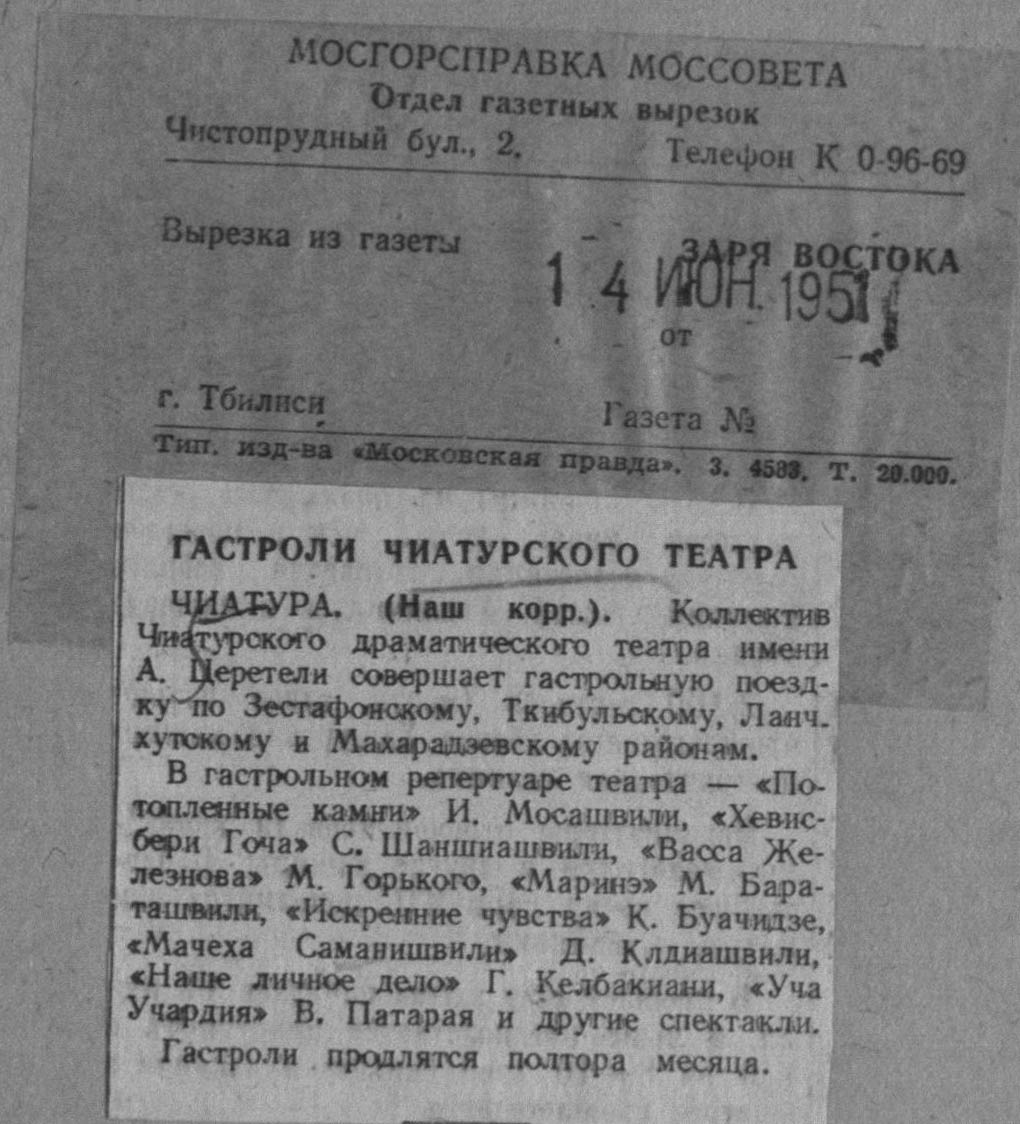 МОСГОРСПРАВКА МОССОВЕТА
Отдел газетных вырезок
Чистопрудный бул., 2. Телефон К 0-96-69
Вырезка из газеты ЗАРЯ ВОСТОКА
14 ИЮН. 1951
от
г. Тбилиси Газета №
Тип. изд-ва «Московская правда». З. 4583. Т. 20.000.
ГАСТРОЛИ ЧИАТУРСКОГО ТЕАТРА
ЧИАТУРА. (Наш корр.). Коллектив
Чиатурского драматического театра имени
А. Церетели совершает гастрольную поезд-
ку по Зестафонскому, Ткибульскому, Ланч-
хутскому и Махарадзевскому районам.
В гастрольном репертуаре театра — «По-
топленные камни» И. Мосашвили, «Хевис-
бери Гоча» С. Шаншиашвили, «Васса Же-
лезнова» М. Горького, «Маринэ» М. Бара-
ташвили, «Искренние чувства» К. Буачидзе,
«Мачеха Саманишвили» Д. Клдиашвили,
«Наше личное дело» Г. Келбакиани, «Уча
Учардия» В. Патарая и другие спектакли.
Гастроли продлятся полтора месяца.